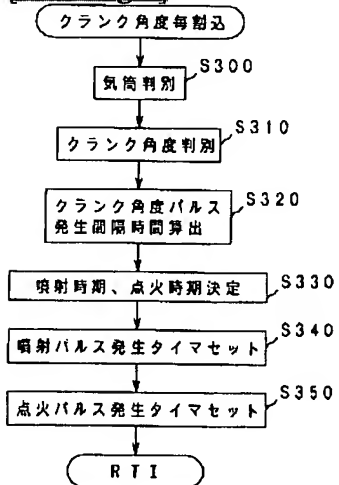 クランク角度毎割込
気筒判別
S300
クランク角度判別
S310
クランク角度パルス
発生間隔時間算出
S320
噴射時期、点火時期決定
S330
噴射パルス発生タイマセット
S340
点火パルス発生タイマセット
S350
RTI